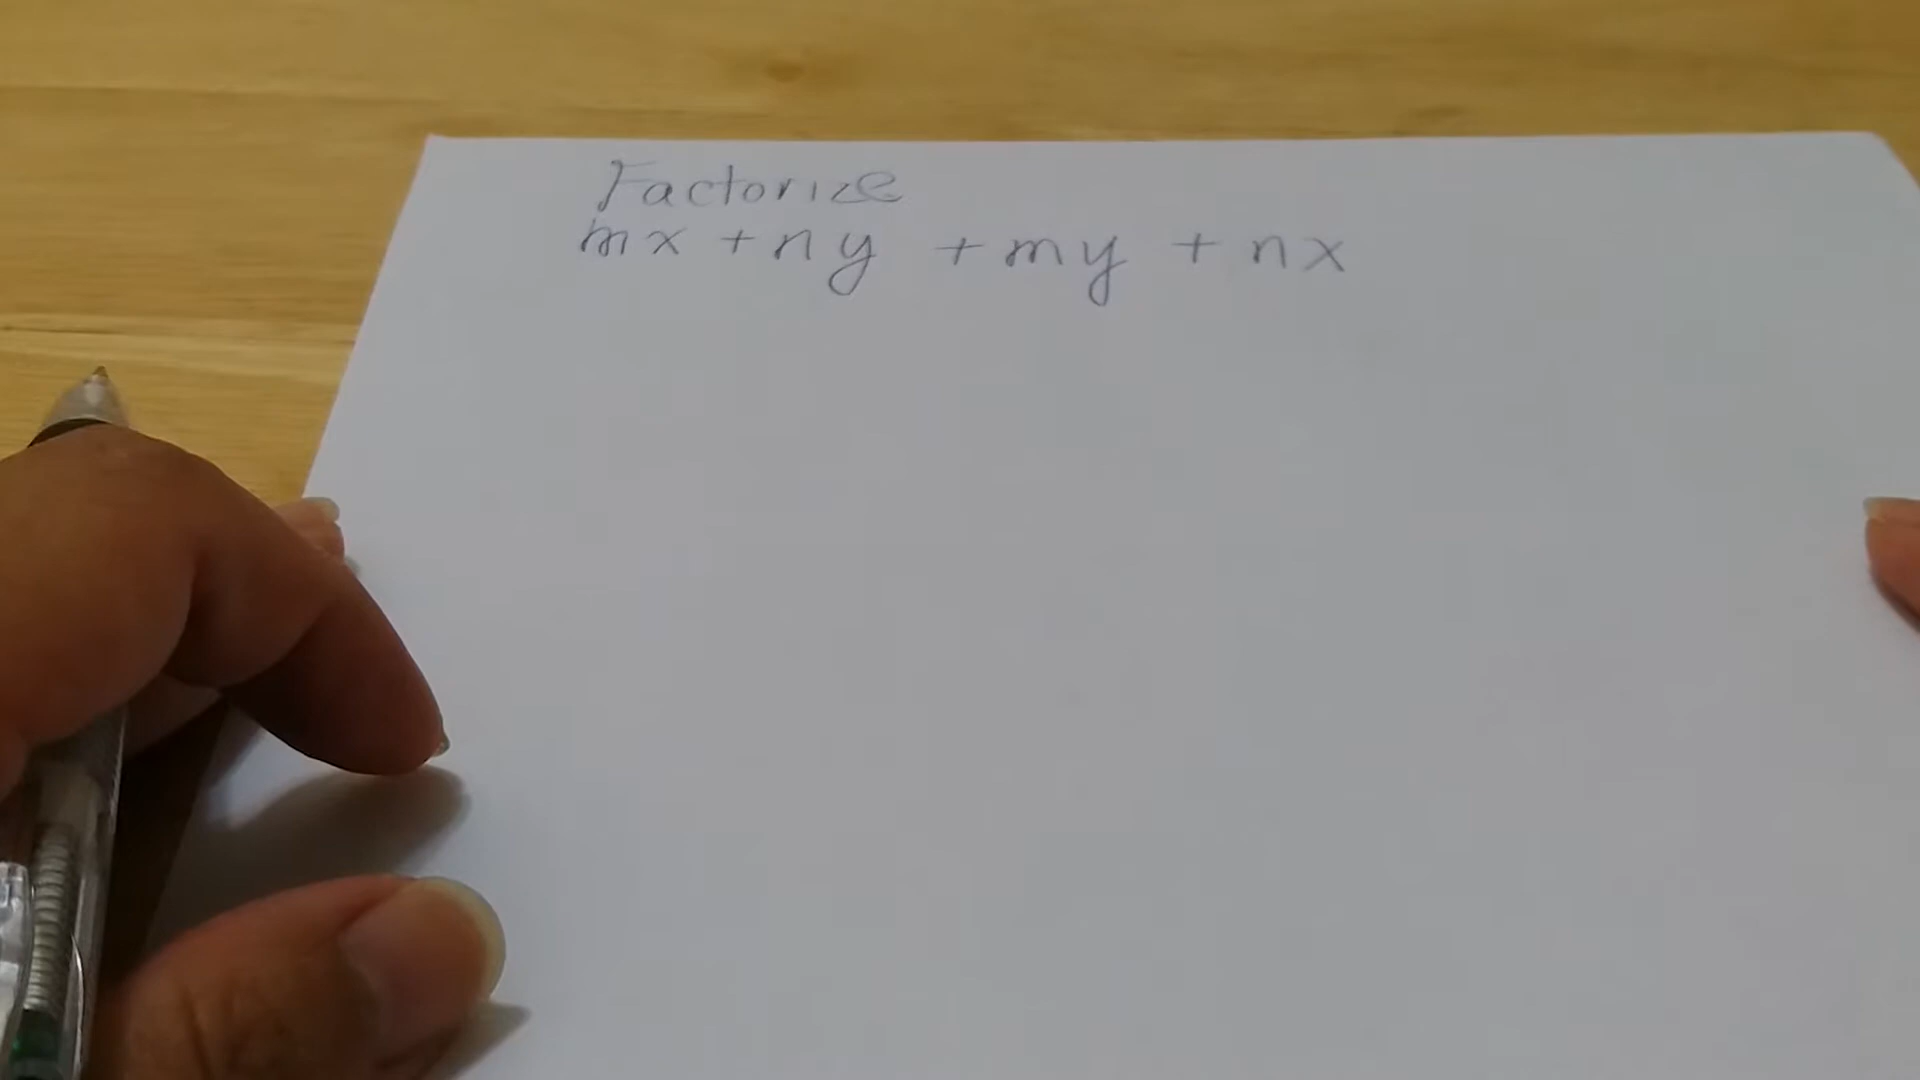 Factorize
mx + ny + my + nx